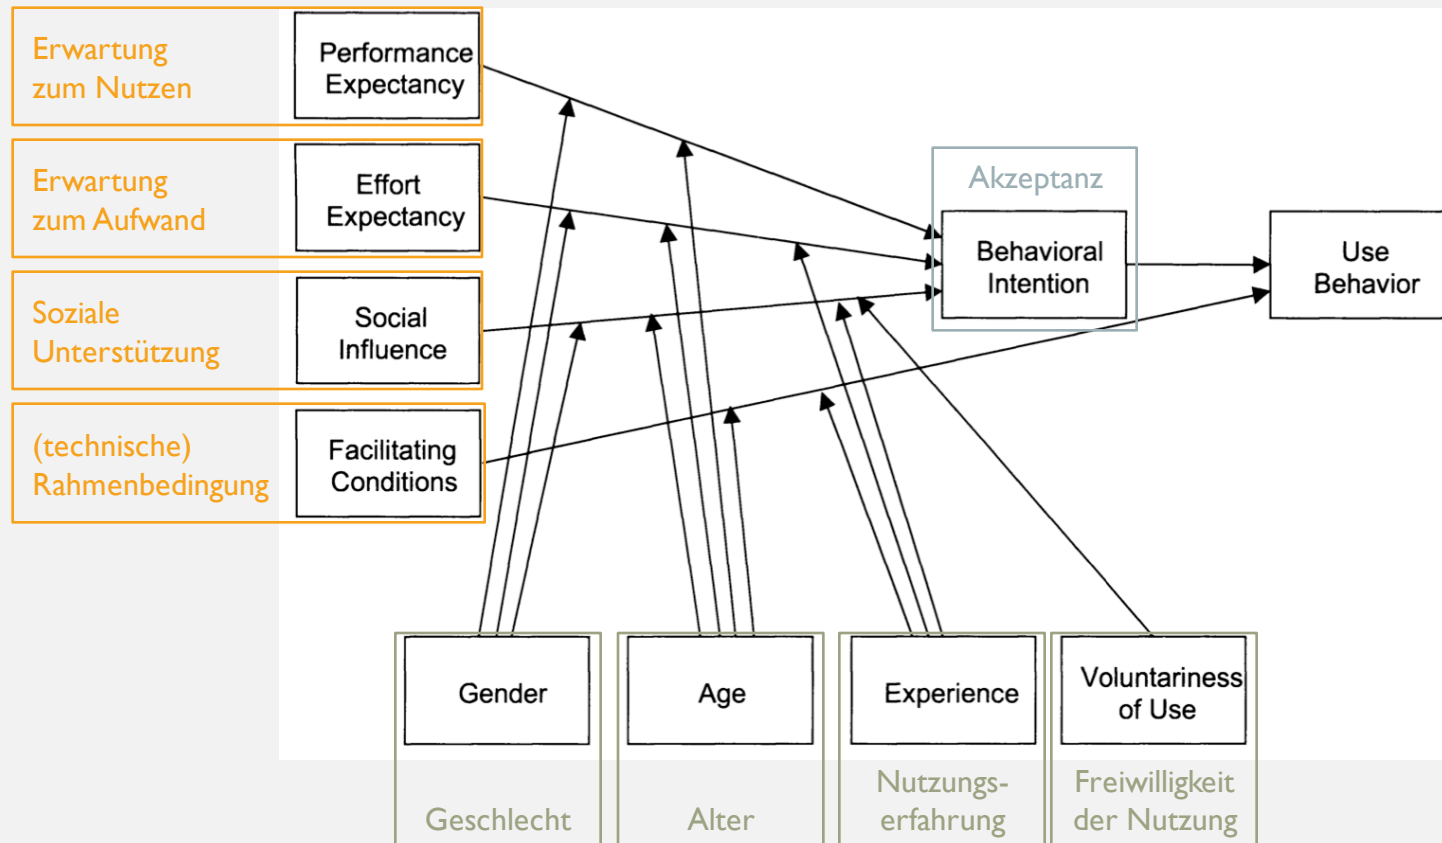 Erwartung
zum Nutzen
Performance
Expectancy
Erwartung
zum Aufwand
Effort
Expectancy
Soziale
Unterstützung
Social
Influence
(technische)
Rahmenbedingung
Facilitating
Conditions
Akzeptanz
Behavioral
Intention
Use
Behavior
Gender
Geschlecht
Age
Alter
Experience
Nutzungs-
erfahrung
Voluntariness
of Use
Freiwilligkeit
der Nutzung